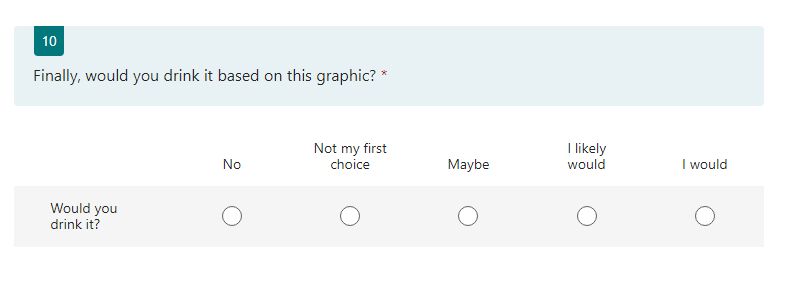 10
Finally, would you drink it based on this graphic? *
No
Not my first
choice
Maybe
I likely
would
I would
Would you
drink it?